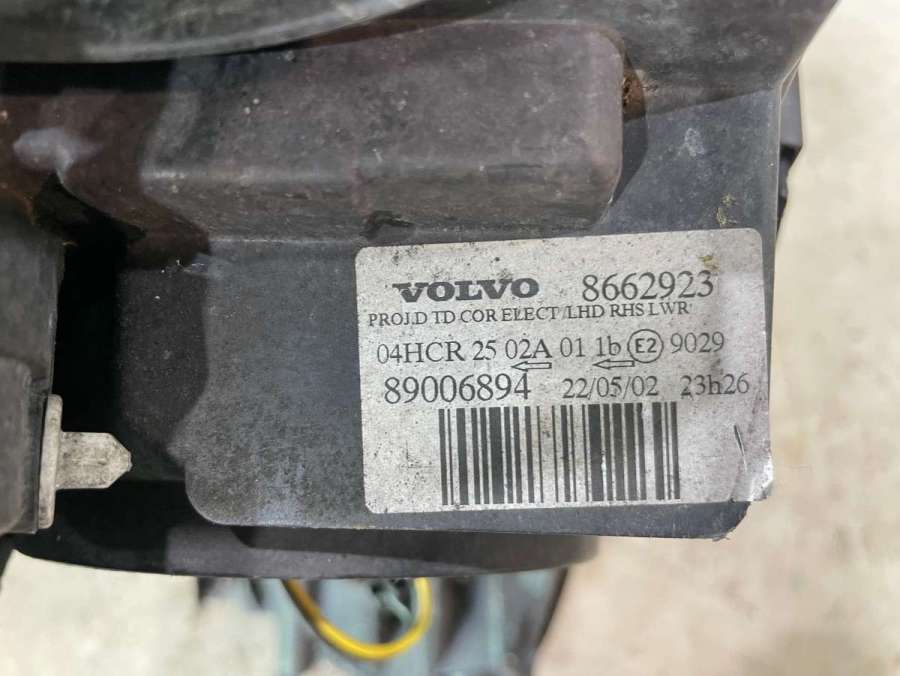 VOLVO 8662923
PROJ.D TD COR ELECT/LHD RHS LWR
04HCR 25 02A 01 1b E2 9029
89006894 22/05/02 23h26